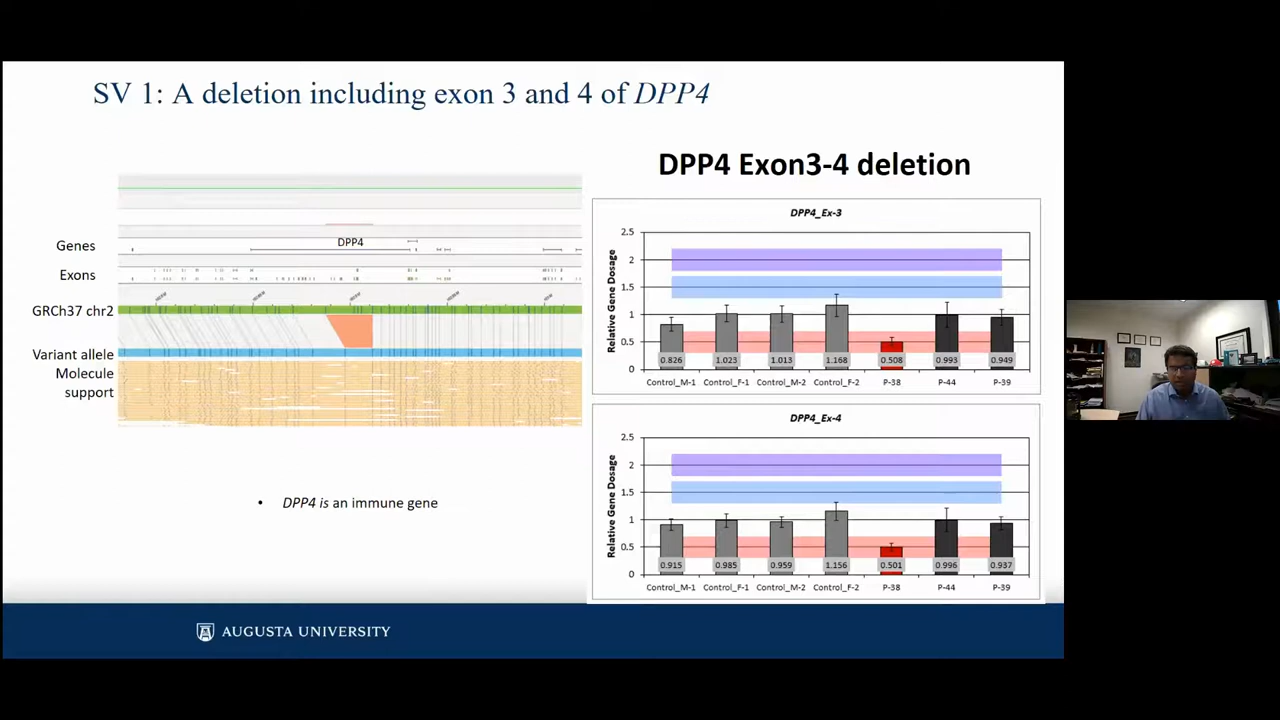 SV 1: A deletion including exon 3 and 4 of DPP4
Genes
DPP4
Exons
GRCh37 chr2
Variant allele
Molecule
support
• DPP4 is an immune gene
DPP4 Exon3-4 deletion
DPP4_Ex-3
Relative Gene Dosage
2.5
2
1.5
1
0.5
0
0.826
1.023
1.013
1.168
0.508
0.993
0.949
Control_M-1
Control_F-1
Control_M-2
Control_F-2
P-38
P-44
P-39
DPP4_Ex-4
Relative Gene Dosage
2.5
2
1.5
1
0.5
0
0.915
0.985
0.959
1.156
0.501
0.996
0.937
Control_M-1
Control_F-1
Control_M-2
Control_F-2
P-38
P-44
P-39
AUGUSTA UNIVERSITY